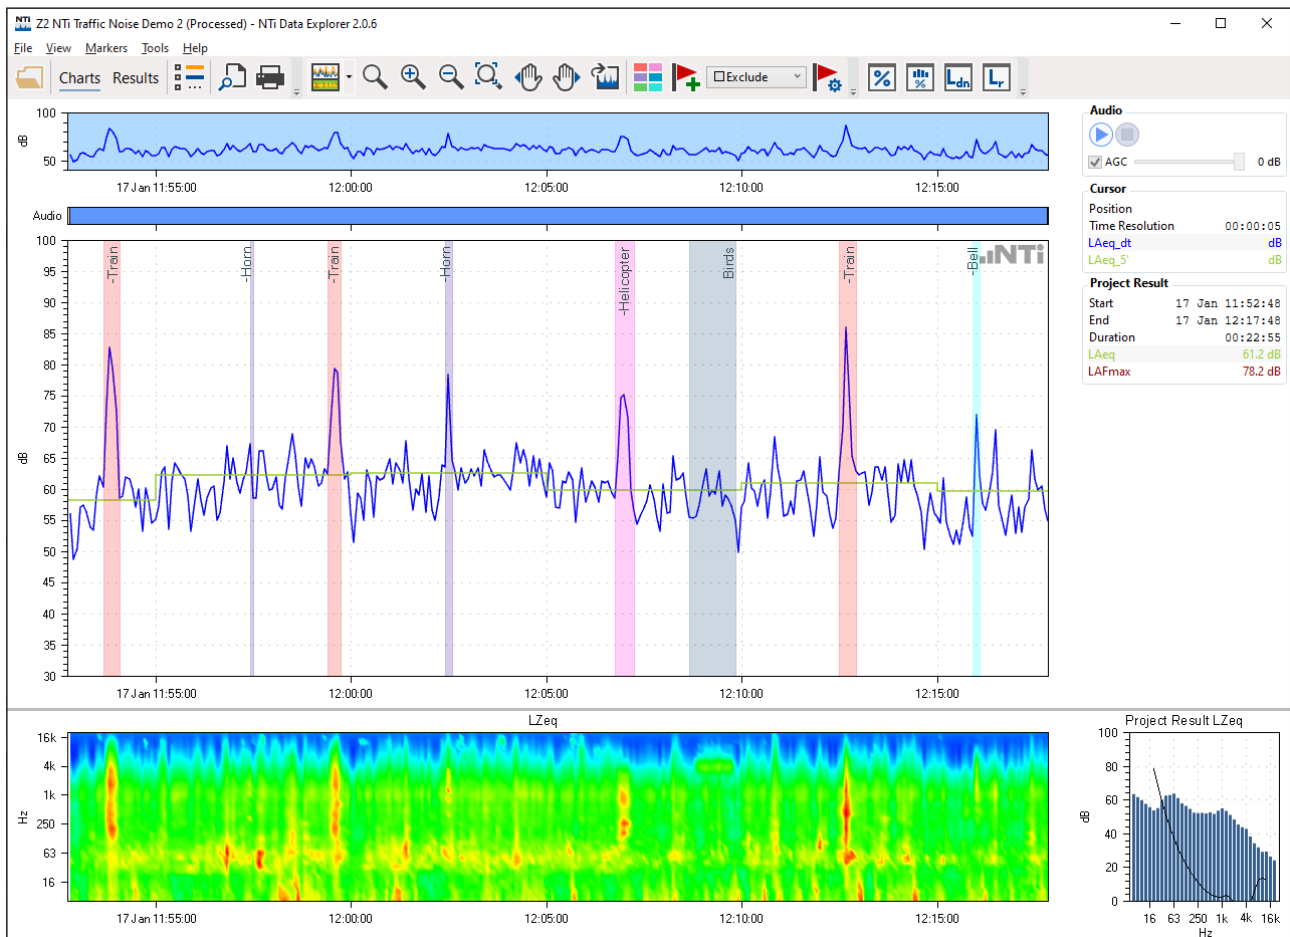 NTi Z2 NTi Traffic Noise Demo 2 (Processed) - NTi Data Explorer 2.0.6
File View Markers Tools Help
Charts Results Exclude % % Ldn Lr
100
dB
50
17 Jan 11:55:00 12:00:00 12:05:00 12:10:00 12:15:00
Audio
100
95
90
85
80
75
70
65
60
55
50
45
40
35
30
dB
-Train
-Horn
-Train
-Horn
-Helicopter
Birds
-Train
-Bell
NTi
17 Jan 11:55:00 12:00:00 12:05:00 12:10:00 12:15:00
Audio
AGC 0 dB
Cursor
Position
Time Resolution 00:00:05
LAeq_dt dB
LAeq_5' dB
Project Result
Start 17 Jan 11:52:48
End 17 Jan 12:17:48
Duration 00:22:55
LAeq 61.2 dB
LAFmax 78.2 dB
LZeq
16k
4k
1k
250
63
16
Hz
17 Jan 11:55:00 12:00:00 12:05:00 12:10:00 12:15:00
Project Result LZeq
100
80
60
40
20
0
dB
16 63 250 1k 4k 16k
Hz